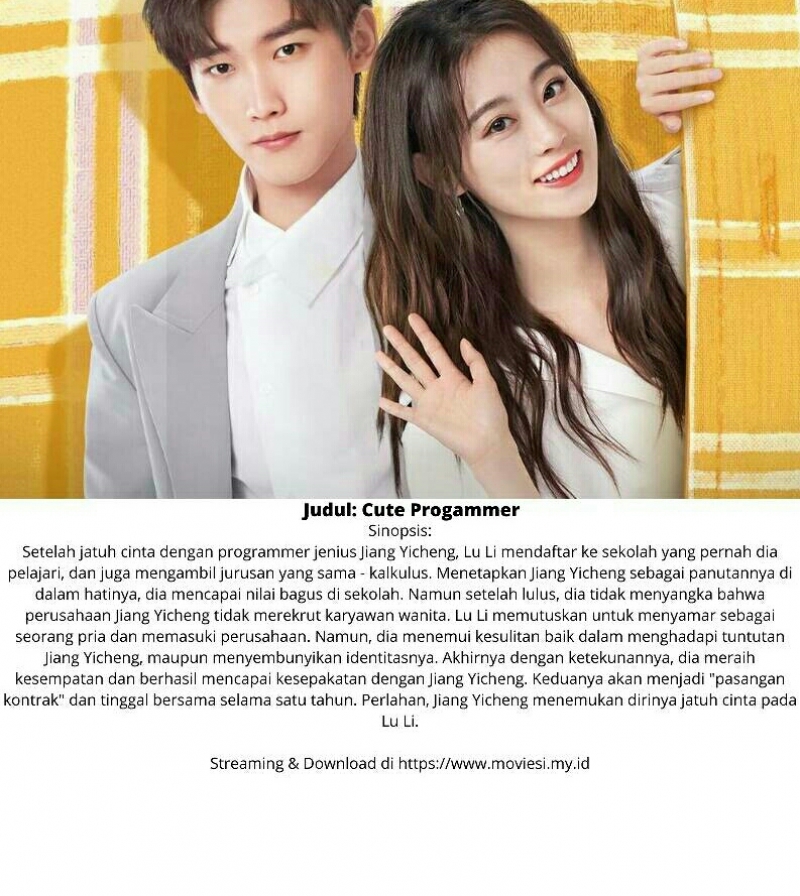 Judul: Cute Progammer
Sinopsis:
Setelah jatuh cinta dengan programmer jenius Jiang Yicheng, Lu Li mendaftar ke sekolah yang pernah dia
pelajari, dan juga mengambil jurusan yang sama - kalkulus. Menetapkan Jiang Yicheng sebagai panutannya di
dalam hatinya, dia mencapai nilai bagus di sekolah. Namun setelah lulus, dia tidak menyangka bahwa
perusahaan Jiang Yicheng tidak merekrut karyawan wanita. Lu Li memutuskan untuk menyamar sebagai
seorang pria dan memasuki perusahaan. Namun, dia menemui kesulitan baik dalam menghadapi tuntutan
Jiang Yicheng, maupun menyembunyikan identitasnya. Akhirnya dengan ketekunannya, dia meraih
kesempatan dan berhasil mencapai kesepakatan dengan Jiang Yicheng. Keduanya akan menjadi "pasangan
kontrak" dan tinggal bersama selama satu tahun. Perlahan, Jiang Yicheng menemukan dirinya jatuh cinta pada
Lu Li.
Streaming & Download di https://www.moviesi.my.id